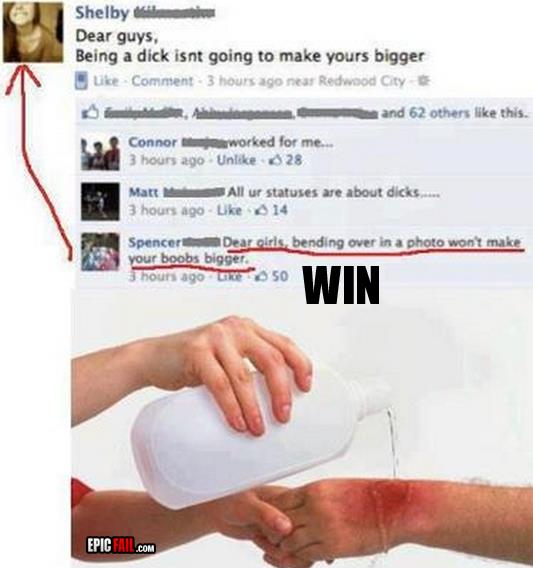 Shelby
Dear guys,
Being a dick isnt going to make yours bigger
Like · Comment · 3 hours ago near Redwood City ·
and 62 others like this.
Connor worked for me...
3 hours ago · Unlike · 28
Matt All ur statuses are about dicks.....
3 hours ago · Like · 14
Spencer Dear girls, bending over in a photo won't make
your boobs bigger.
3 hours ago · Like · 50
WIN
EPIC FAIL.COM